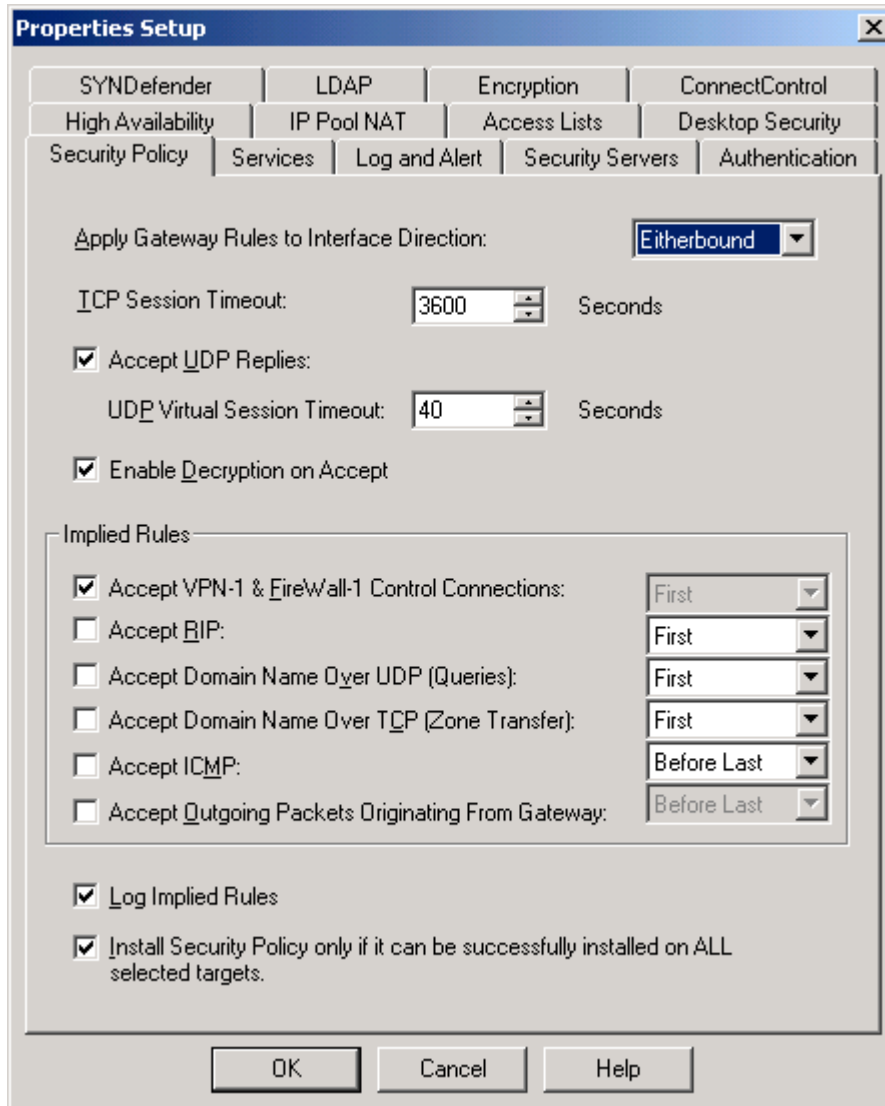 Properties Setup
SYNDefender LDAP Encryption ConnectControl
High Availability IP Pool NAT Access Lists Desktop Security
Security Policy Services Log and Alert Security Servers Authentication
Apply Gateway Rules to Interface Direction: Eitherbound
TCP Session Timeout: 3600 Seconds
Accept UDP Replies:
UDP Virtual Session Timeout: 40 Seconds
Enable Decryption on Accept
Implied Rules
Accept VPN-1 & FireWall-1 Control Connections: First
Accept RIP: First
Accept Domain Name Over UDP (Queries): First
Accept Domain Name Over TCP (Zone Transfer): First
Accept ICMP: Before Last
Accept Outgoing Packets Originating From Gateway: Before Last
Log Implied Rules
Install Security Policy only if it can be successfully installed on ALL
selected targets.
OK Cancel Help